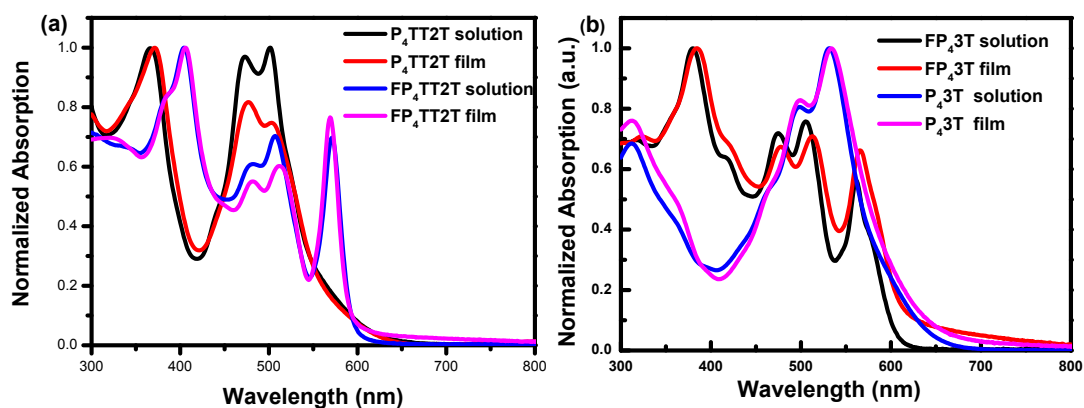 (a)
P₄TT2T solution
P₄TT2T film
FP₄TT2T solution
FP₄TT2T film
Normalized Absorption
1.0
0.8
0.6
0.4
0.2
0.0
300 400 500 600 700 800
Wavelength (nm)
(b)
FP₄3T solution
FP₄3T film
P₄3T solution
P₄3T film
Normalized Absorption (a.u.)
1.0
0.8
0.6
0.4
0.2
0.0
300 400 500 600 700 800
Wavelength (nm)